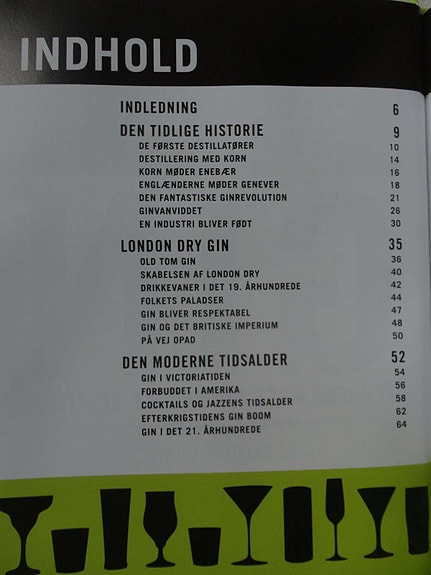 INDHOLD
INDLEDNING 6
DEN TIDLIGE HISTORIE 9
DE FØRSTE DESTILLATØRER 10
DESTILLERING MED KORN 14
KORN MØDER ENEBÆR 16
ENGLÆNDERNE MØDER GENEVER 18
DEN FANTASTISKE GINREVOLUTION 21
GINVANVIDDET 26
EN INDUSTRI BLIVER FØDT 30
LONDON DRY GIN 35
OLD TOM GIN 36
SKABELSEN AF LONDON DRY 40
DRIKKEVANER I DET 19. ÅRHUNDREDE 42
FOLKETS PALADSER 44
GIN BLIVER RESPEKTABEL 47
GIN OG DET BRITISKE IMPERIUM 48
PÅ VEJ OPAD 50
DEN MODERNE TIDSALDER 52
GIN I VICTORIATIDEN 54
FORBUDDET I AMERIKA 56
COCKTAILS OG JAZZENS TIDSALDER 58
EFTERKRIGSTIDENS GIN BOOM 62
GIN I DET 21. ÅRHUNDREDE 64